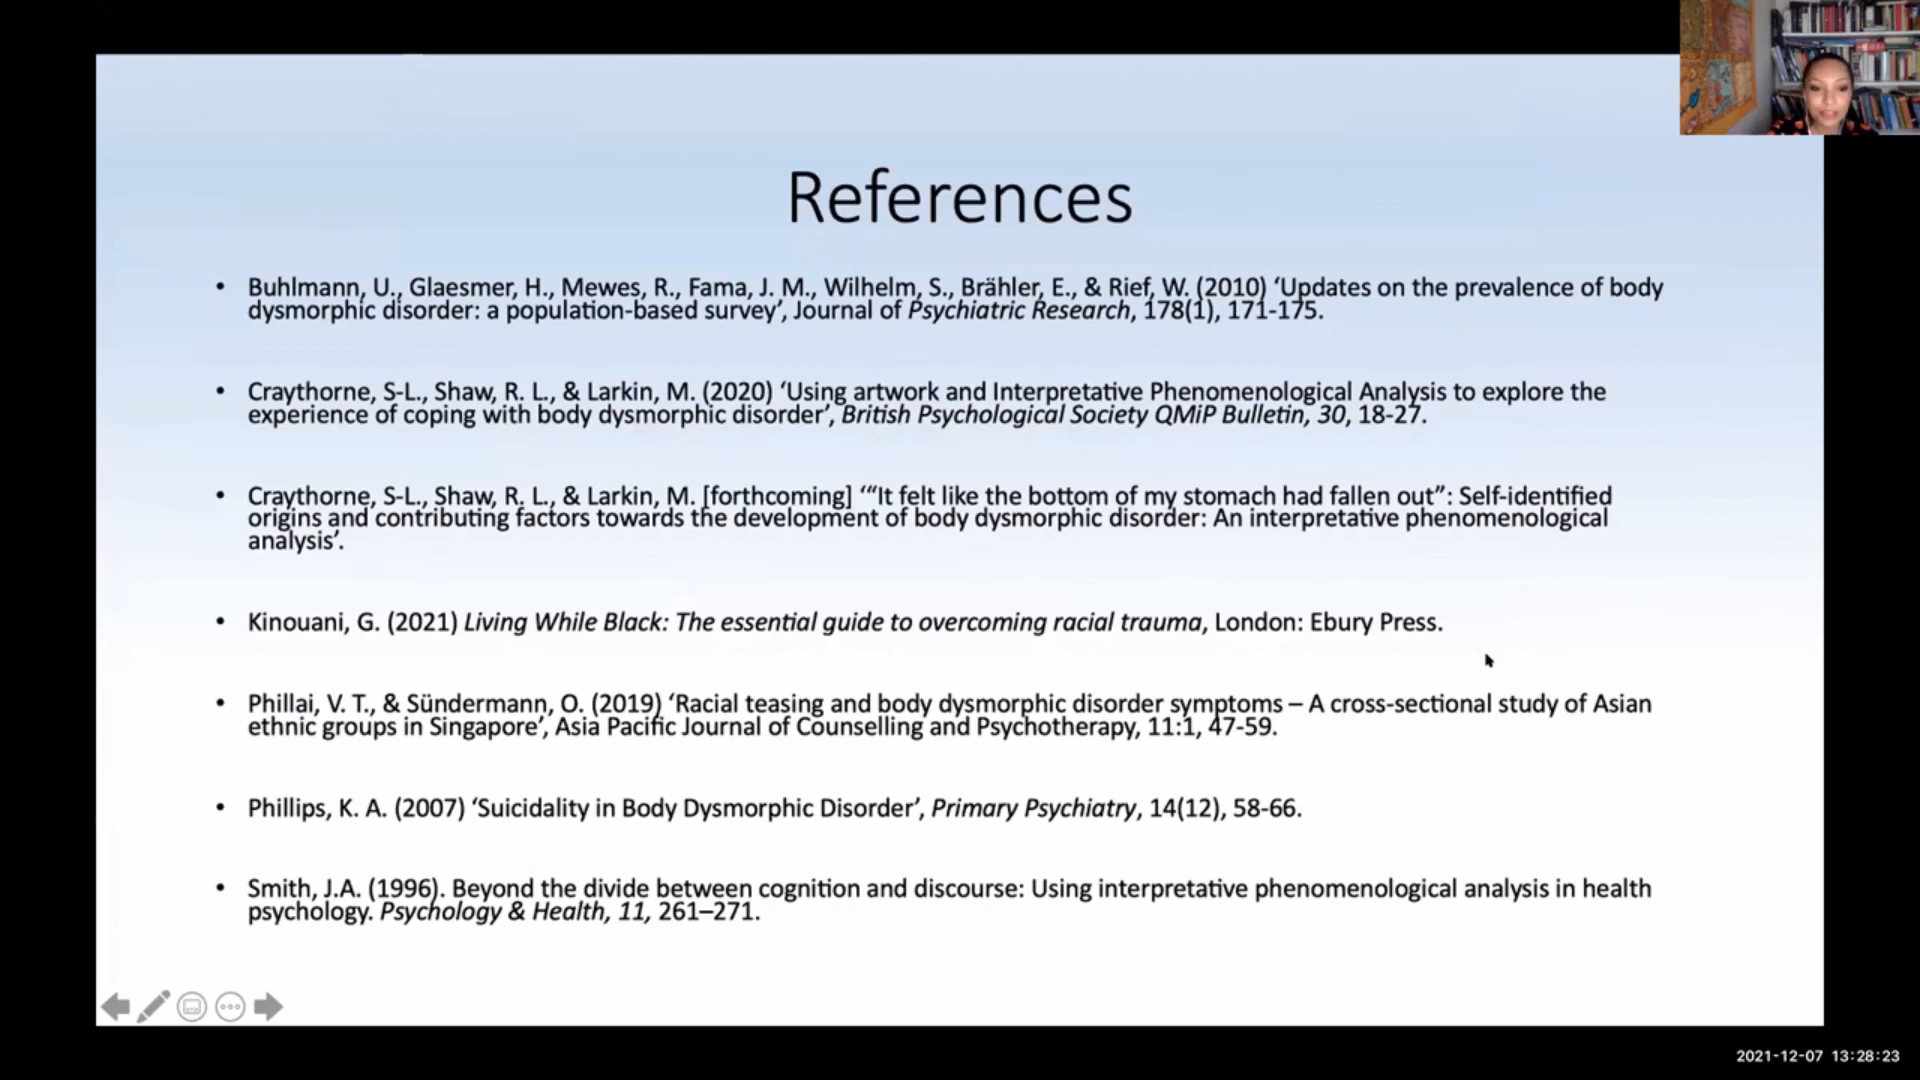 References
• Buhlmann, U., Glaesmer, H., Mewes, R., Fama, J. M., Wilhelm, S., Brähler, E., & Rief, W. (2010) ‘Updates on the prevalence of body
dysmorphic disorder: a population-based survey’, Journal of Psychiatric Research, 178(1), 171-175.
• Craythorne, S-L., Shaw, R. L., & Larkin, M. (2020) ‘Using artwork and Interpretative Phenomenological Analysis to explore the
experience of coping with body dysmorphic disorder’, British Psychological Society QMiP Bulletin, 30, 18-27.
• Craythorne, S-L., Shaw, R. L., & Larkin, M. [forthcoming] ‘“It felt like the bottom of my stomach had fallen out”: Self-identified
origins and contributing factors towards the development of body dysmorphic disorder: An interpretative phenomenological
analysis’.
• Kinouani, G. (2021) Living While Black: The essential guide to overcoming racial trauma, London: Ebury Press.
• Phillai, V. T., & Sündermann, O. (2019) ‘Racial teasing and body dysmorphic disorder symptoms – A cross-sectional study of Asian
ethnic groups in Singapore’, Asia Pacific Journal of Counselling and Psychotherapy, 11:1, 47-59.
• Phillips, K. A. (2007) ‘Suicidality in Body Dysmorphic Disorder’, Primary Psychiatry, 14(12), 58-66.
• Smith, J.A. (1996). Beyond the divide between cognition and discourse: Using interpretative phenomenological analysis in health
psychology. Psychology & Health, 11, 261–271.
2021-12-07 13:28:23